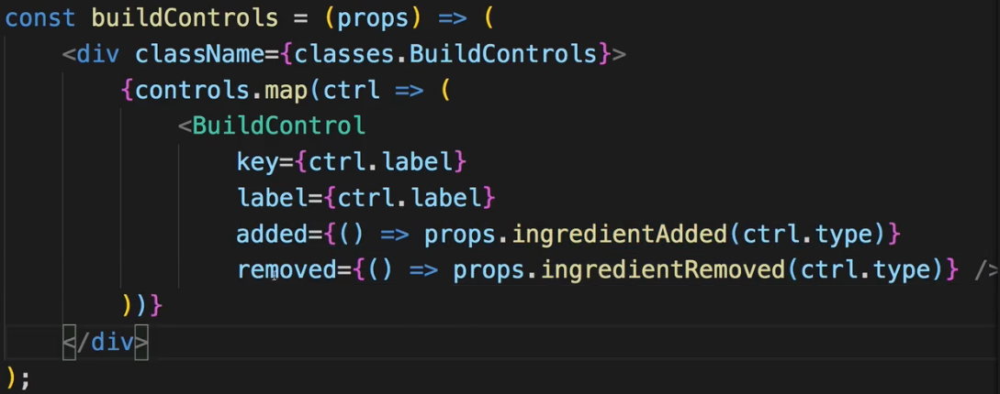 const buildControls = (props) => (
    <div className={classes.BuildControls}>
        {controls.map(ctrl => (
            <BuildControl
                key={ctrl.label}
                label={ctrl.label}
                added={() => props.ingredientAdded(ctrl.type)}
                removed={() => props.ingredientRemoved(ctrl.type)} />
        ))}
    </div>
);